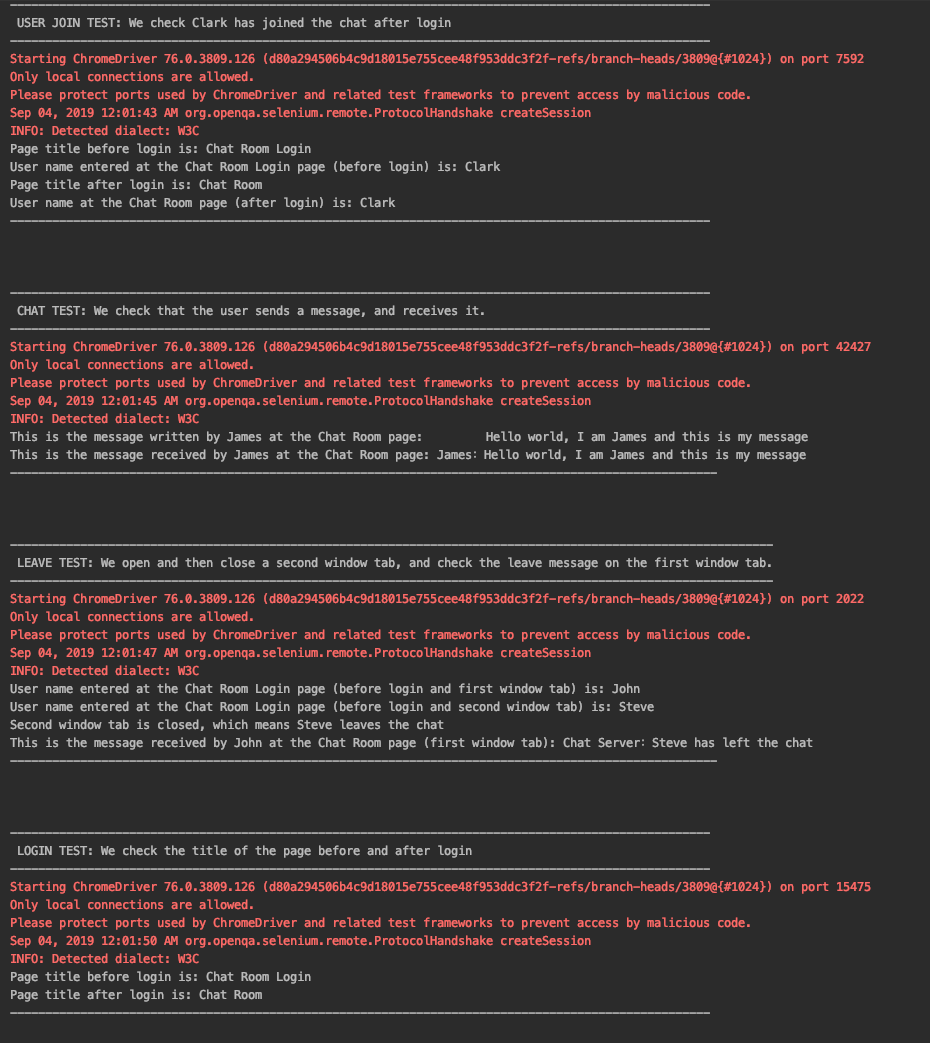 USER JOIN TEST: We check Clark has joined the chat after login
Starting ChromeDriver 76.0.3809.126 (d80a294506b4c9d18015e755cee48f953ddc3f2f-refs/branch-heads/3809@{#1024}) on port 7592
Only local connections are allowed.
Please protect ports used by ChromeDriver and related test frameworks to prevent access by malicious code.
Sep 04, 2019 12:01:43 AM org.openqa.selenium.remote.ProtocolHandshake createSession
INFO: Detected dialect: W3C
Page title before login is: Chat Room Login
User name entered at the Chat Room Login page (before login) is: Clark
Page title after login is: Chat Room
User name at the Chat Room page (after login) is: Clark
CHAT TEST: We check that the user sends a message, and receives it.
Starting ChromeDriver 76.0.3809.126 (d80a294506b4c9d18015e755cee48f953ddc3f2f-refs/branch-heads/3809@{#1024}) on port 42427
Only local connections are allowed.
Please protect ports used by ChromeDriver and related test frameworks to prevent access by malicious code.
Sep 04, 2019 12:01:45 AM org.openqa.selenium.remote.ProtocolHandshake createSession
INFO: Detected dialect: W3C
This is the message written by James at the Chat Room page:         Hello world, I am James and this is my message
This is the message received by James at the Chat Room page: James: Hello world, I am James and this is my message
LEAVE TEST: We open and then close a second window tab, and check the leave message on the first window tab.
Starting ChromeDriver 76.0.3809.126 (d80a294506b4c9d18015e755cee48f953ddc3f2f-refs/branch-heads/3809@{#1024}) on port 2022
Only local connections are allowed.
Please protect ports used by ChromeDriver and related test frameworks to prevent access by malicious code.
Sep 04, 2019 12:01:47 AM org.openqa.selenium.remote.ProtocolHandshake createSession
INFO: Detected dialect: W3C
User name entered at the Chat Room Login page (before login and first window tab) is: John
User name entered at the Chat Room Login page (before login and second window tab) is: Steve
Second window tab is closed, which means Steve leaves the chat
This is the message received by John at the Chat Room page (first window tab): Chat Server: Steve has left the chat
LOGIN TEST: We check the title of the page before and after login
Starting ChromeDriver 76.0.3809.126 (d80a294506b4c9d18015e755cee48f953ddc3f2f-refs/branch-heads/3809@{#1024}) on port 15475
Only local connections are allowed.
Please protect ports used by ChromeDriver and related test frameworks to prevent access by malicious code.
Sep 04, 2019 12:01:50 AM org.openqa.selenium.remote.ProtocolHandshake createSession
INFO: Detected dialect: W3C
Page title before login is: Chat Room Login
Page title after login is: Chat Room